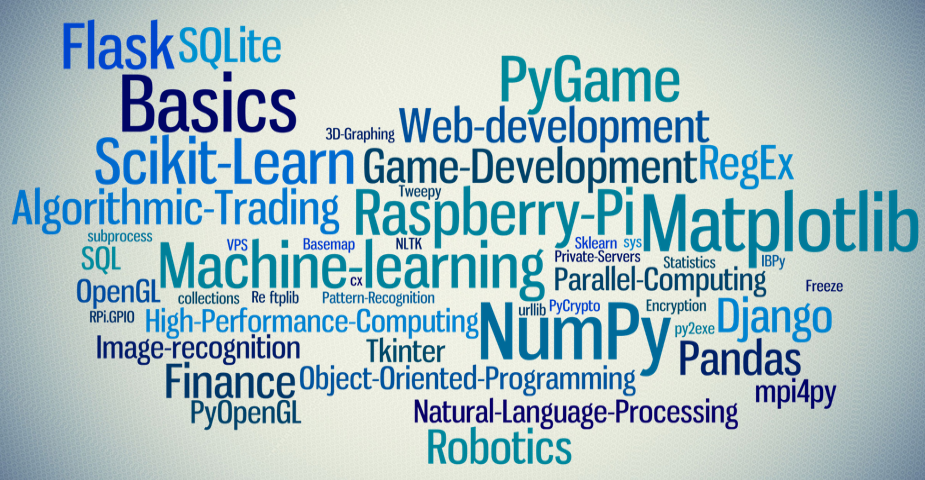 Flask SQLite
Basics PyGame
3D-Graphing Web-development
Scikit-Learn Game-Development RegEx
Tweepy
Algorithmic-Trading Raspberry-Pi Matplotlib
subprocess VPS Basemap NLTK Sklearn sys
SQL Machine-learning Private-Servers Statistics IBPy
cx Parallel-Computing
OpenGL collections Re ftplib Pattern-Recognition Freeze
RPi.GPIO High-Performance-Computing NumPy urllib PyCrypto Encryption
py2exe Django
Image-recognition Tkinter Pandas
Finance Object-Oriented-Programming mpi4py
PyOpenGL Natural-Language-Processing
Robotics